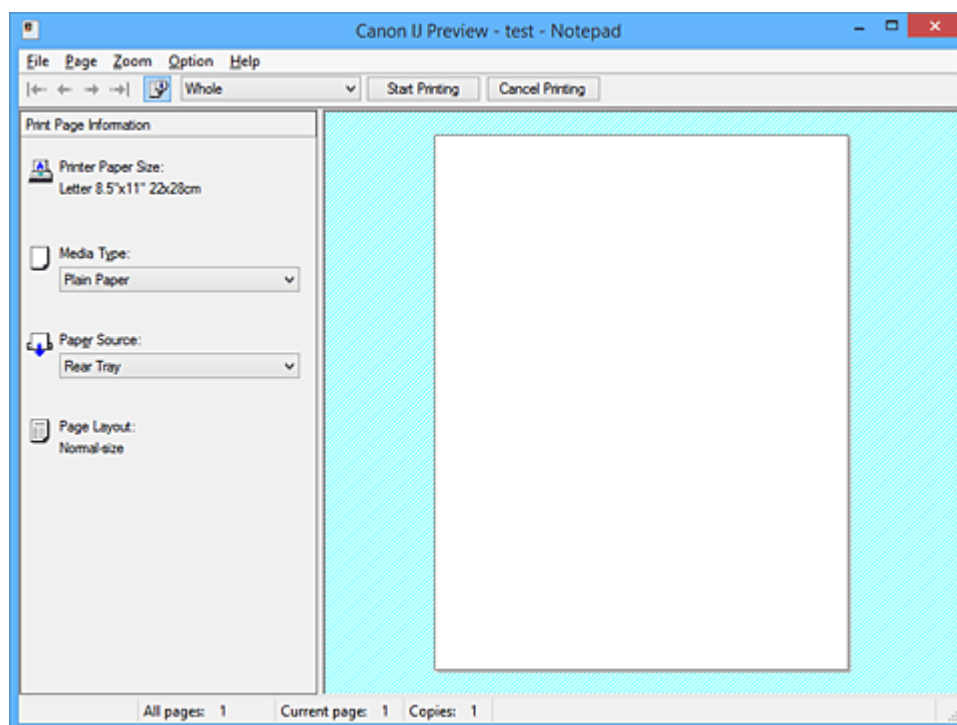 Canon IJ Preview - test - Notepad
File Page Zoom Option Help
Whole Start Printing Cancel Printing
Print Page Information
Printer Paper Size:
Letter 8.5"x11" 22x28cm
Media Type:
Plain Paper
Paper Source:
Rear Tray
Page Layout:
Normal-size
All pages: 1 Current page: 1 Copies: 1